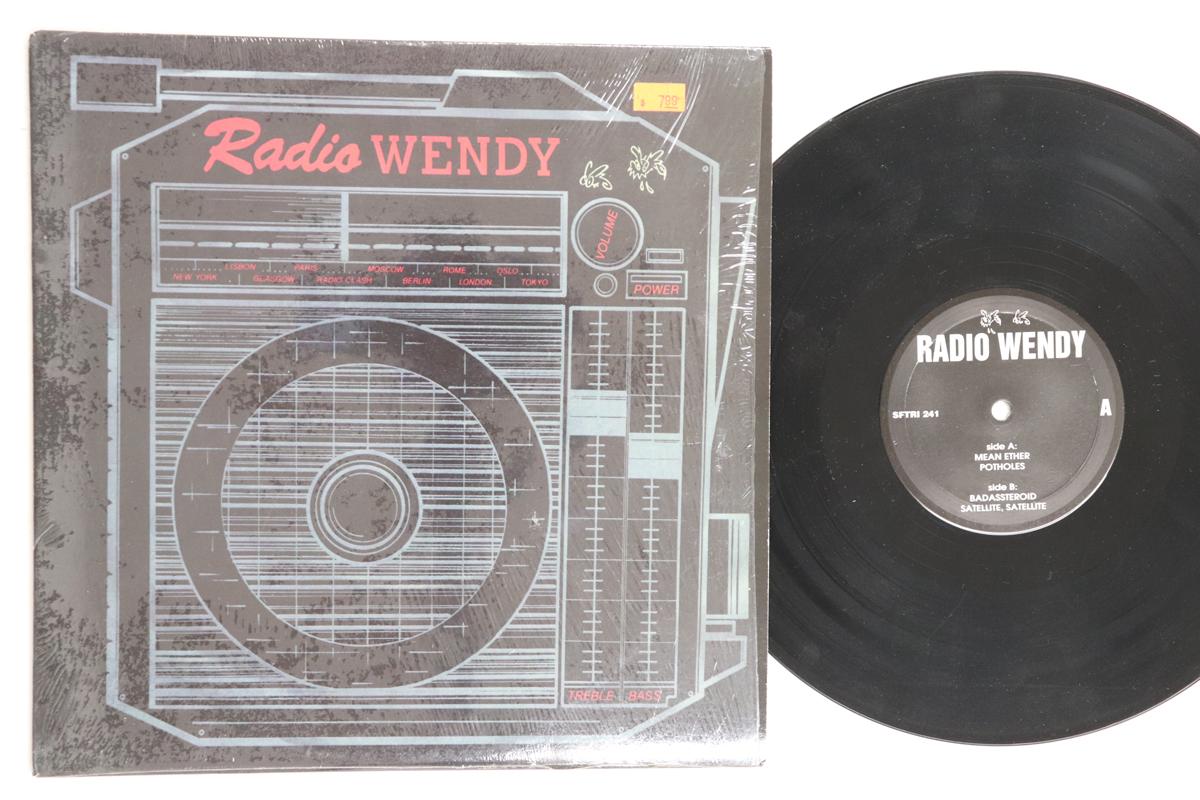 $ 7.99
Radio WENDY
VOLUME
LISBON PARIS MOSCOW ROME OSLO
NEW YORK GLASGOW RADIO CLASH BERLIN LONDON TOKYO
POWER
TREBLE BASS
RADIO WENDY
SFTRI 241
A
side A:
MEAN ETHER
POTHOLES
side B:
BADASSTEROID
SATELLITE, SATELLITE